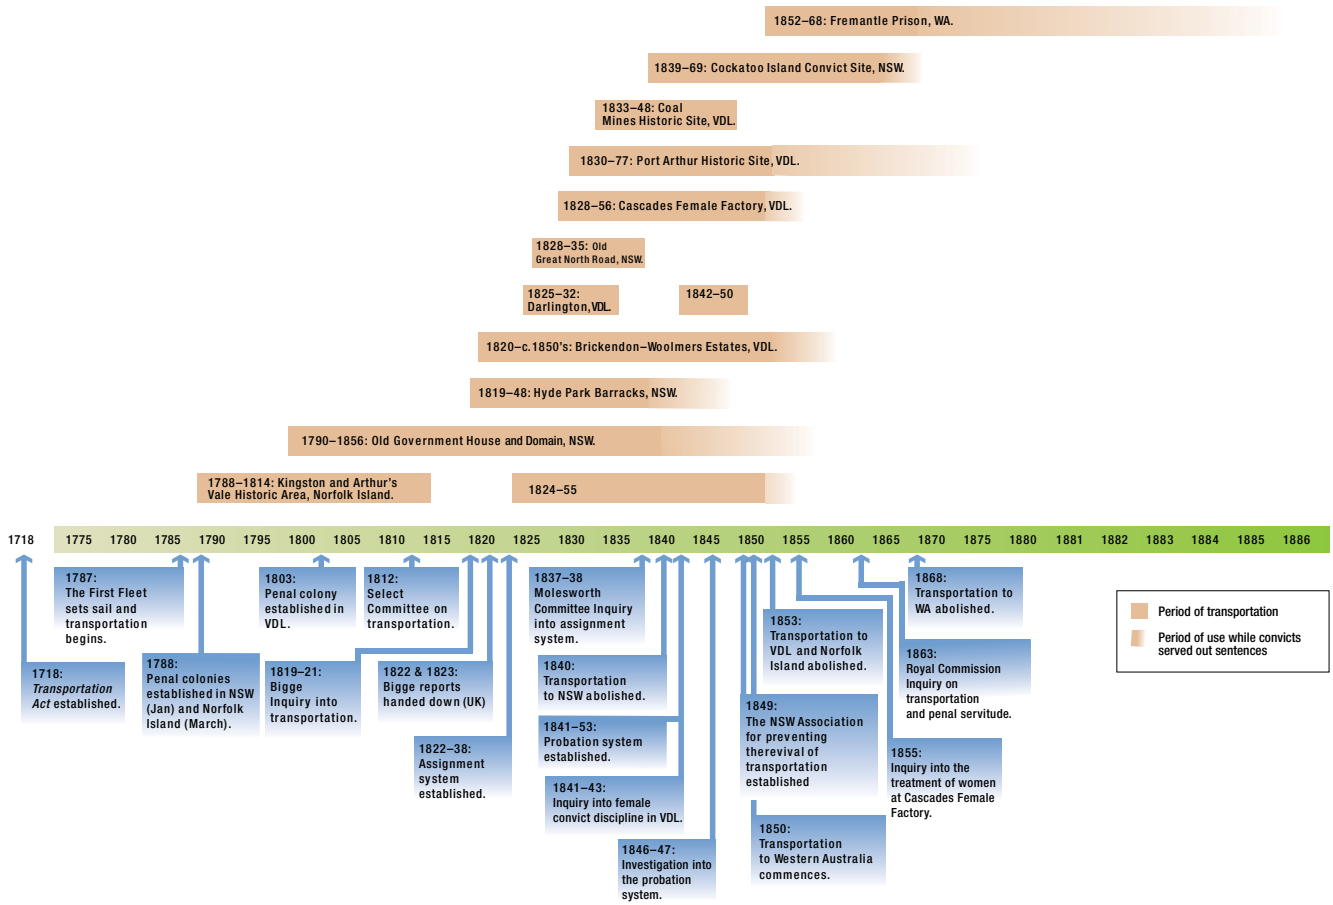 1852–68: Fremantle Prison, WA.
1839–69: Cockatoo Island Convict Site, NSW.
1833–48: Coal
Mines Historic Site, VDL.
1830–77: Port Arthur Historic Site, VDL.
1828–56: Cascades Female Factory, VDL.
1828–35: Old
Great North Road, NSW.
1825–32:
Darlington, VDL.
1842–50
1820–c.1850's: Brickendon–Woolmers Estates, VDL.
1819–48: Hyde Park Barracks, NSW.
1790–1856: Old Government House and Domain, NSW.
1788–1814: Kingston and Arthur's
Vale Historic Area, Norfolk Island.
1824–55
1718 1775 1780 1785 1790 1795 1800 1805 1810 1815 1820 1825 1830 1835 1840 1845 1850 1855 1860 1865 1870 1875 1880 1881 1882 1883 1884 1885 1886
1787:
The First Fleet
sets sail and
transportation
begins.
1718:
Transportation
Act established.
1788:
Penal colonies
established in NSW
(Jan) and Norfolk
Island (March).
1803:
Penal colony
established in
VDL.
1819–21:
Bigge
Inquiry into
transportation.
1812:
Select
Committee on
transportation.
1822 & 1823:
Bigge reports
handed down (UK)
1822–38:
Assignment
system
established.
1837–38
Molesworth
Committee Inquiry
into assignment
system.
1840:
Transportation
to NSW abolished.
1841–53:
Probation system
established.
1841–43:
Inquiry into female
convict discipline in VDL.
1846–47:
Investigation into
the probation
system.
1853:
Transportation to
VDL and Norfolk
Island abolished.
1849:
The NSW Association
for preventing
therevival of
transportation
established
1850:
Transportation
to Western Australia
commences.
1868:
Transportation to
WA abolished.
1863:
Royal Commission
Inquiry on
transportation
and penal servitude.
1855:
Inquiry into the
treatment of women
at Cascades Female
Factory.
Period of transportation
Period of use while convicts
served out sentences